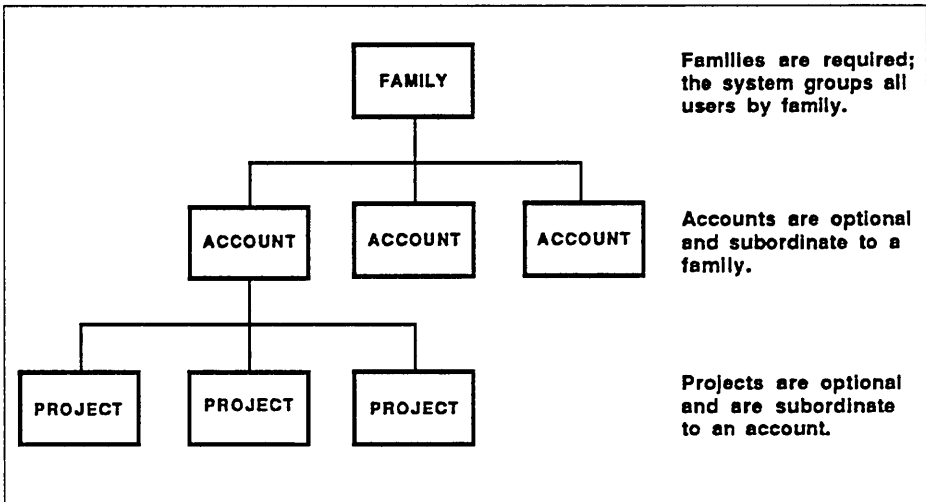 FAMILY
Families are required;
the system groups all
users by family.
ACCOUNT
ACCOUNT
ACCOUNT
Accounts are optional
and subordinate to a
family.
PROJECT
PROJECT
PROJECT
Projects are optional
and are subordinate
to an account.